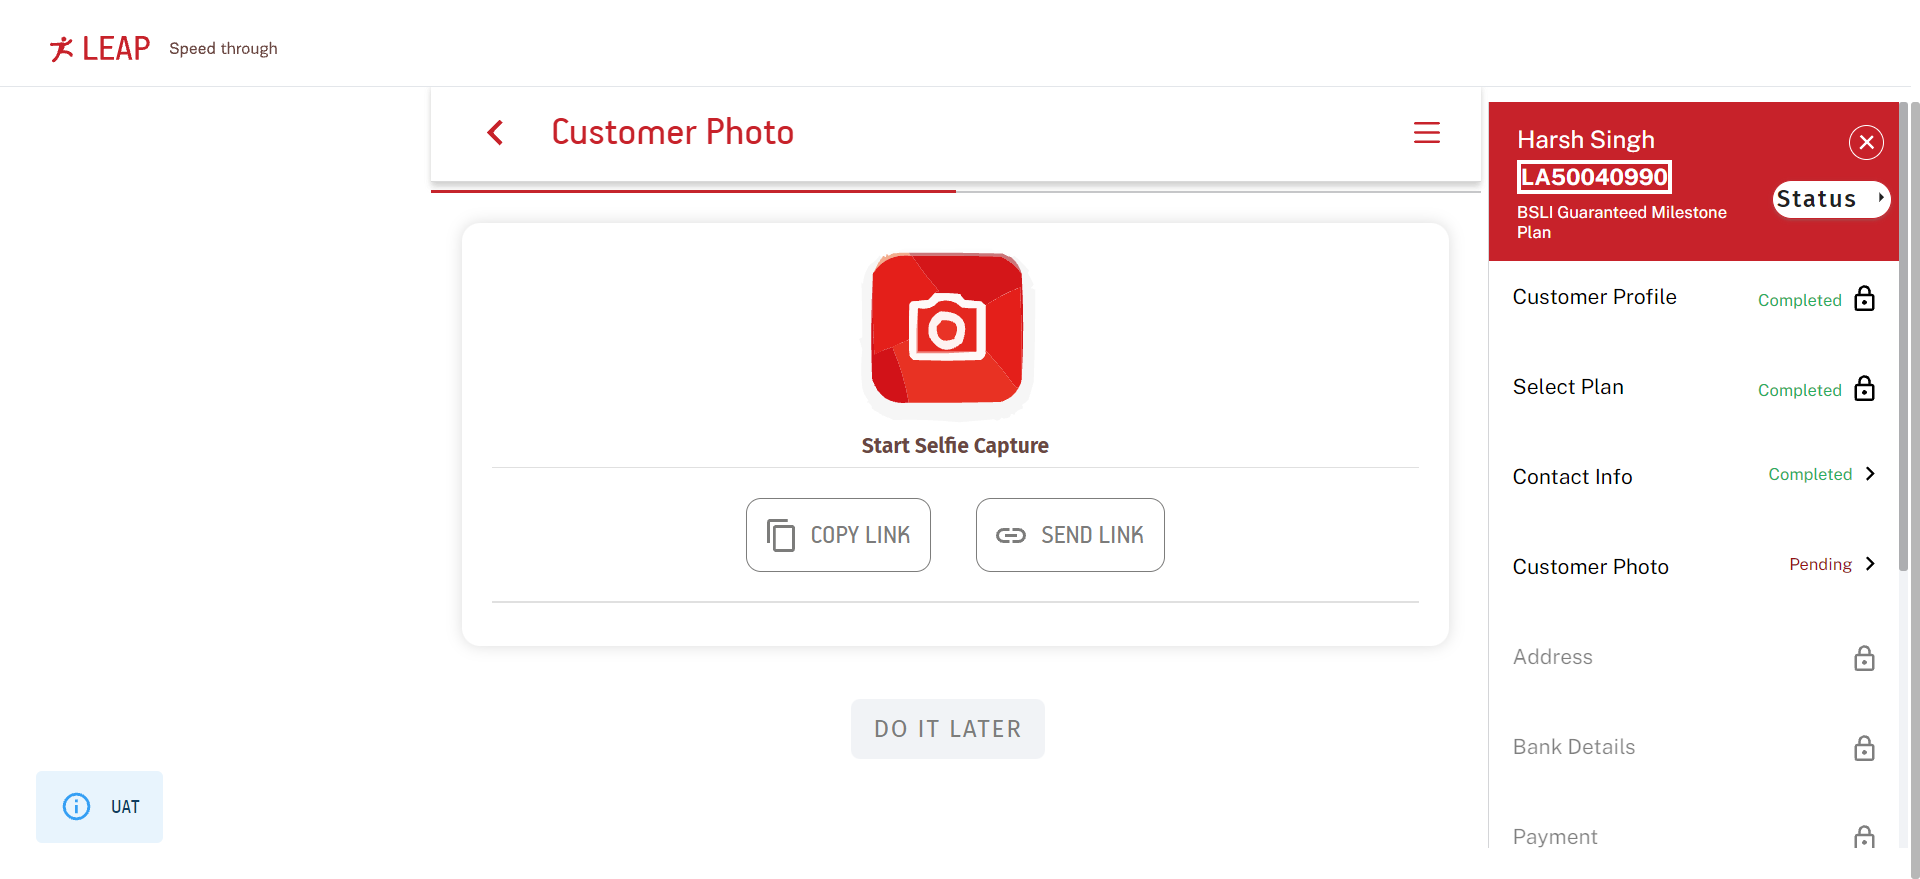 LEAP Speed through
Customer Photo
Start Selfie Capture
COPY LINK
SEND LINK
DO IT LATER
UAT
Harsh Singh
LA50040990
BSLI Guaranteed Milestone
Plan
Status
Customer Profile Completed
Select Plan Completed
Contact Info Completed
Customer Photo Pending
Address
Bank Details
Payment